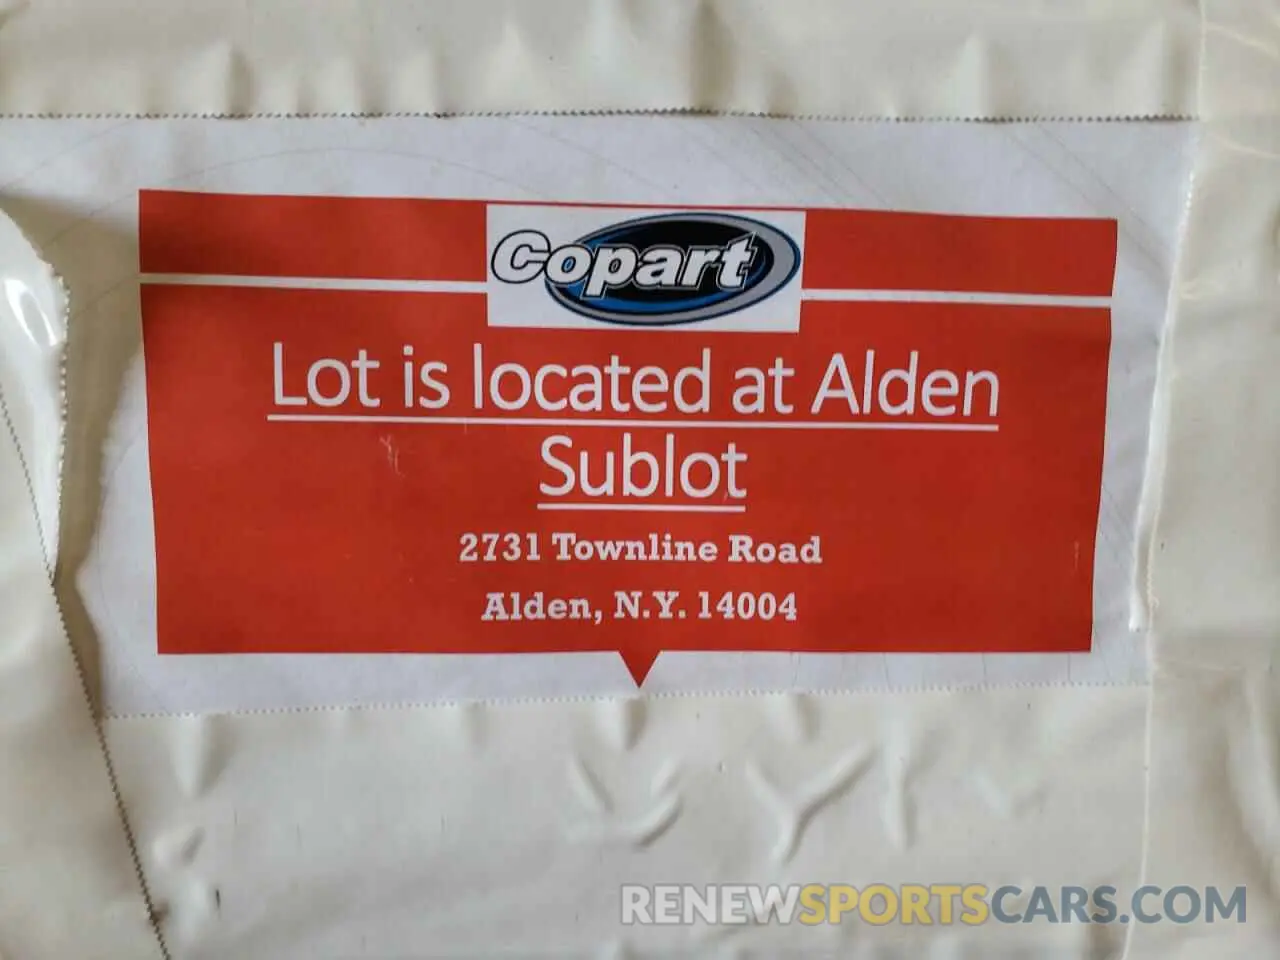 Copart
Lot is located at Alden
Sublot
2731 Townline Road
Alden, N.Y. 14004
RENEWSPORTSCARS.COM